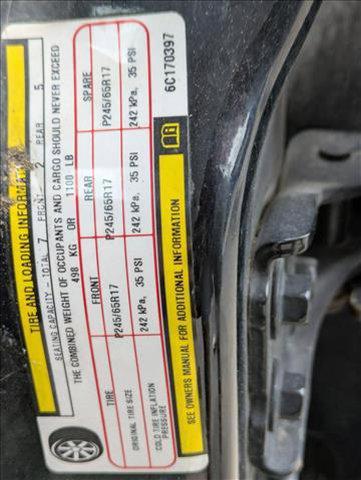 TIRE AND LOADING INFORMATION
SEATING CAPACITY - TOTAL 7 FRONT 2 REAR 5
THE COMBINED WEIGHT OF OCCUPANTS AND CARGO SHOULD NEVER EXCEED
498 KG OR 1100 LB
TIRE FRONT REAR SPARE
ORIGINAL TIRE SIZE P245/65R17 P245/65R17 P245/65R17
COLD TIRE INFLATION PRESSURE 242 kPa, 35 PSI 242 kPa, 35 PSI 242 kPa, 35 PSI
SEE OWNERS MANUAL FOR ADDITIONAL INFORMATION
6C170397